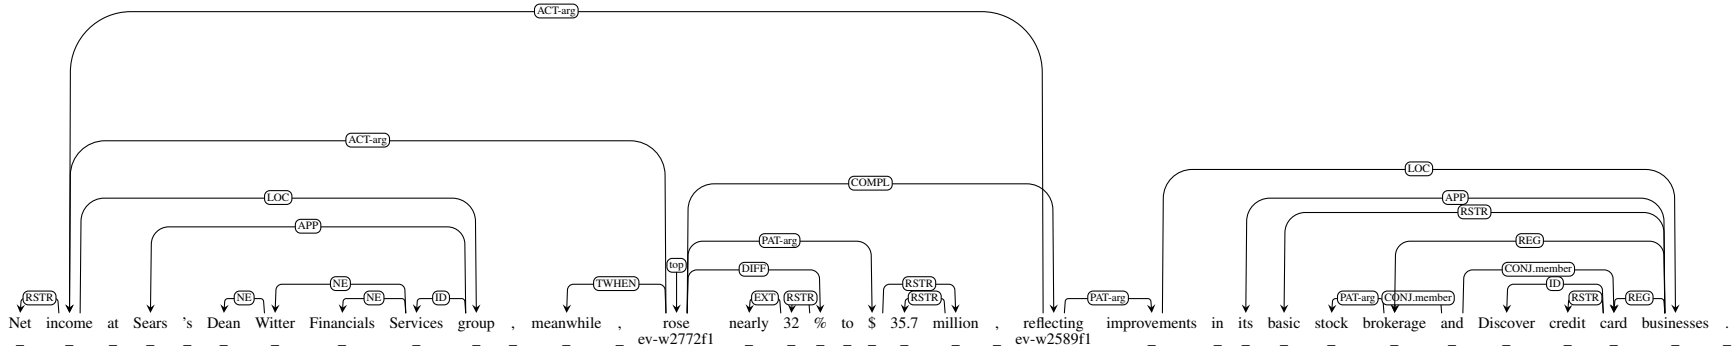 ACT-arg
ACT-arg
LOC
COMPL
LOC
APP
RSTR
APP
PAT-arg
REG
top
DIFF
CONJ.member
NE
TWHEN
RSTR
ID
RSTR
NE
NE
ID
EXT
RSTR
RSTR
PAT-arg
PAT-arg
CONJ.member
RSTR
REG
Net income at Sears 's Dean Witter Financials Services group , meanwhile , rose nearly 32 % to $ 35.7 million , reflecting improvements in its basic stock brokerage and Discover credit card businesses .
_ _ _ _ _ _ _ _ _ _ _ _ _ ev-w2772f1 _ _ _ _ _ _ _ _ ev-w2589f1 _ _ _ _ _ _ _ _ _ _ _ _